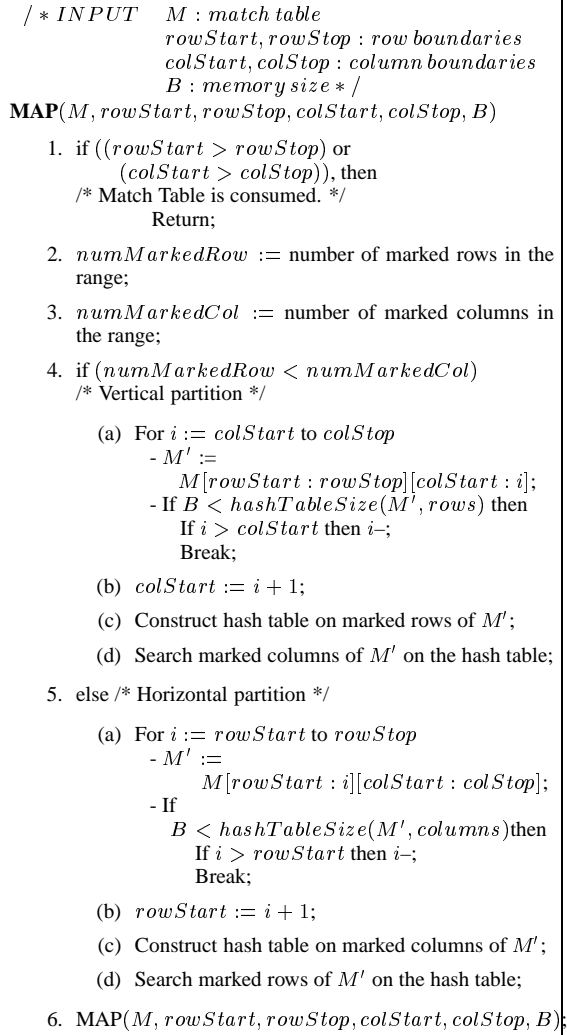 / * INPUT M : match table
rowStart, rowStop : row boundaries
colStart, colStop : column boundaries
B : memory size * /
MAP(M, rowStart, rowStop, colStart, colStop, B)
1. if ((rowStart > rowStop) or
(colStart > colStop)), then
/* Match Table is consumed. */
Return;
2. numMarkedRow := number of marked rows in the
range;
3. numMarkedCol := number of marked columns in
the range;
4. if (numMarkedRow < numMarkedCol)
/* Vertical partition */
(a) For i := colStart to colStop
- M′ :=
M[rowStart : rowStop][colStart : i];
- If B < hashTableSize(M′, rows) then
If i > colStart then i–;
Break;
(b) colStart := i + 1;
(c) Construct hash table on marked rows of M′;
(d) Search marked columns of M′ on the hash table;
5. else /* Horizontal partition */
(a) For i := rowStart to rowStop
- M′ :=
M[rowStart : i][colStart : colStop];
- If
B < hashTableSize(M′, columns)then
If i > rowStart then i–;
Break;
(b) rowStart := i + 1;
(c) Construct hash table on marked columns of M′;
(d) Search marked rows of M′ on the hash table;
6. MAP(M, rowStart, rowStop, colStart, colStop, B);